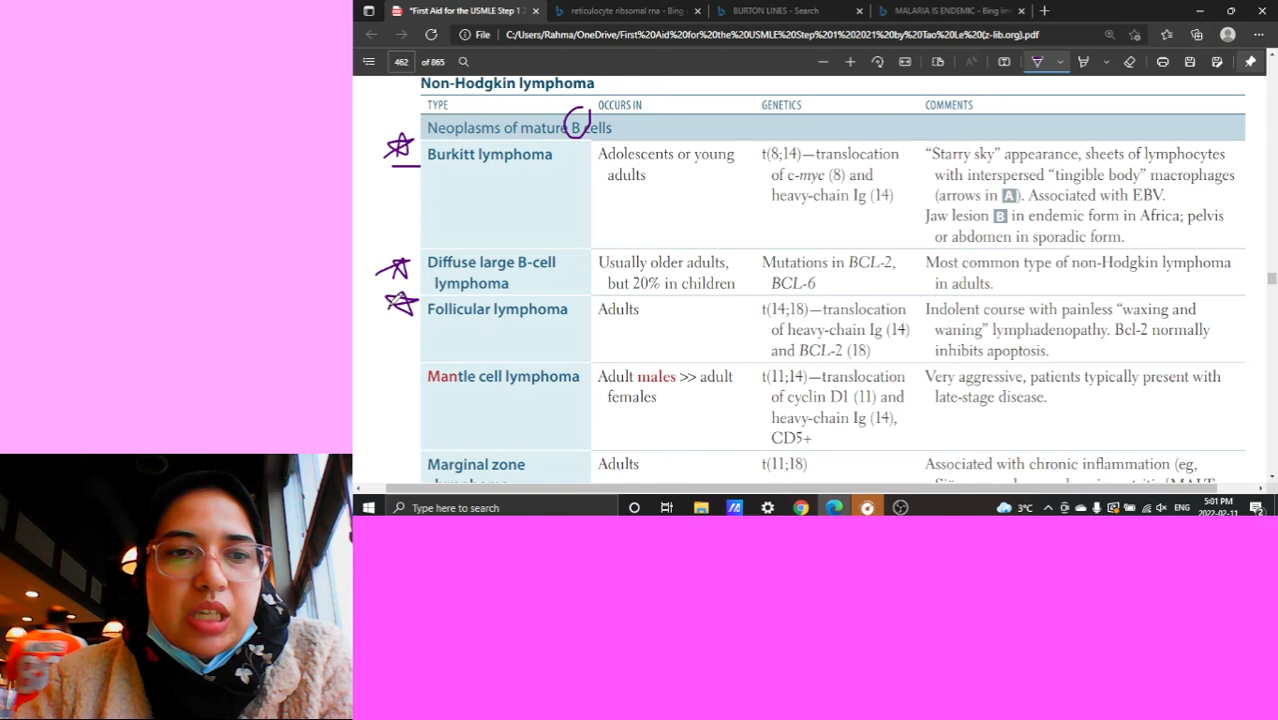 "First Aid for the USMLE Step 1 2
reticulocyte ribosomal rna - Bing
BURTON LINES - Search
MALARIA IS ENDEMIC - Bing im
File
C:/Users/Rahma/OneDrive/First%20Aid%20for%20the%20USMLE%20Step%201%202021%20by%20Tao%20Le%20(z-lib.org).pdf
462 of 865
Non-Hodgkin lymphoma
TYPE OCCURS IN GENETICS COMMENTS
Neoplasms of mature B cells
Burkitt lymphoma Adolescents or young t(8;14)—translocation “Starry sky” appearance, sheets of lymphocytes
adults of c-myc (8) and with interspersed “tingible body” macrophages
heavy-chain Ig (14) (arrows in A). Associated with EBV.
Jaw lesion B in endemic form in Africa; pelvis
or abdomen in sporadic form.
Diffuse large B-cell Usually older adults, Mutations in BCL-2, Most common type of non-Hodgkin lymphoma
lymphoma but 20% in children BCL-6 in adults.
Follicular lymphoma Adults t(14;18)—translocation Indolent course with painless “waxing and
of heavy-chain Ig (14) waning” lymphadenopathy. Bcl-2 normally
and BCL-2 (18) inhibits apoptosis.
Mantle cell lymphoma Adult males >> adult t(11;14)—translocation Very aggressive, patients typically present with
females of cyclin D1 (11) and late-stage disease.
heavy-chain Ig (14),
CD5+
Marginal zone Adults t(11;18) Associated with chronic inflammation (eg,
Type here to search
3°C
ENG
5:01 PM
2022-02-11